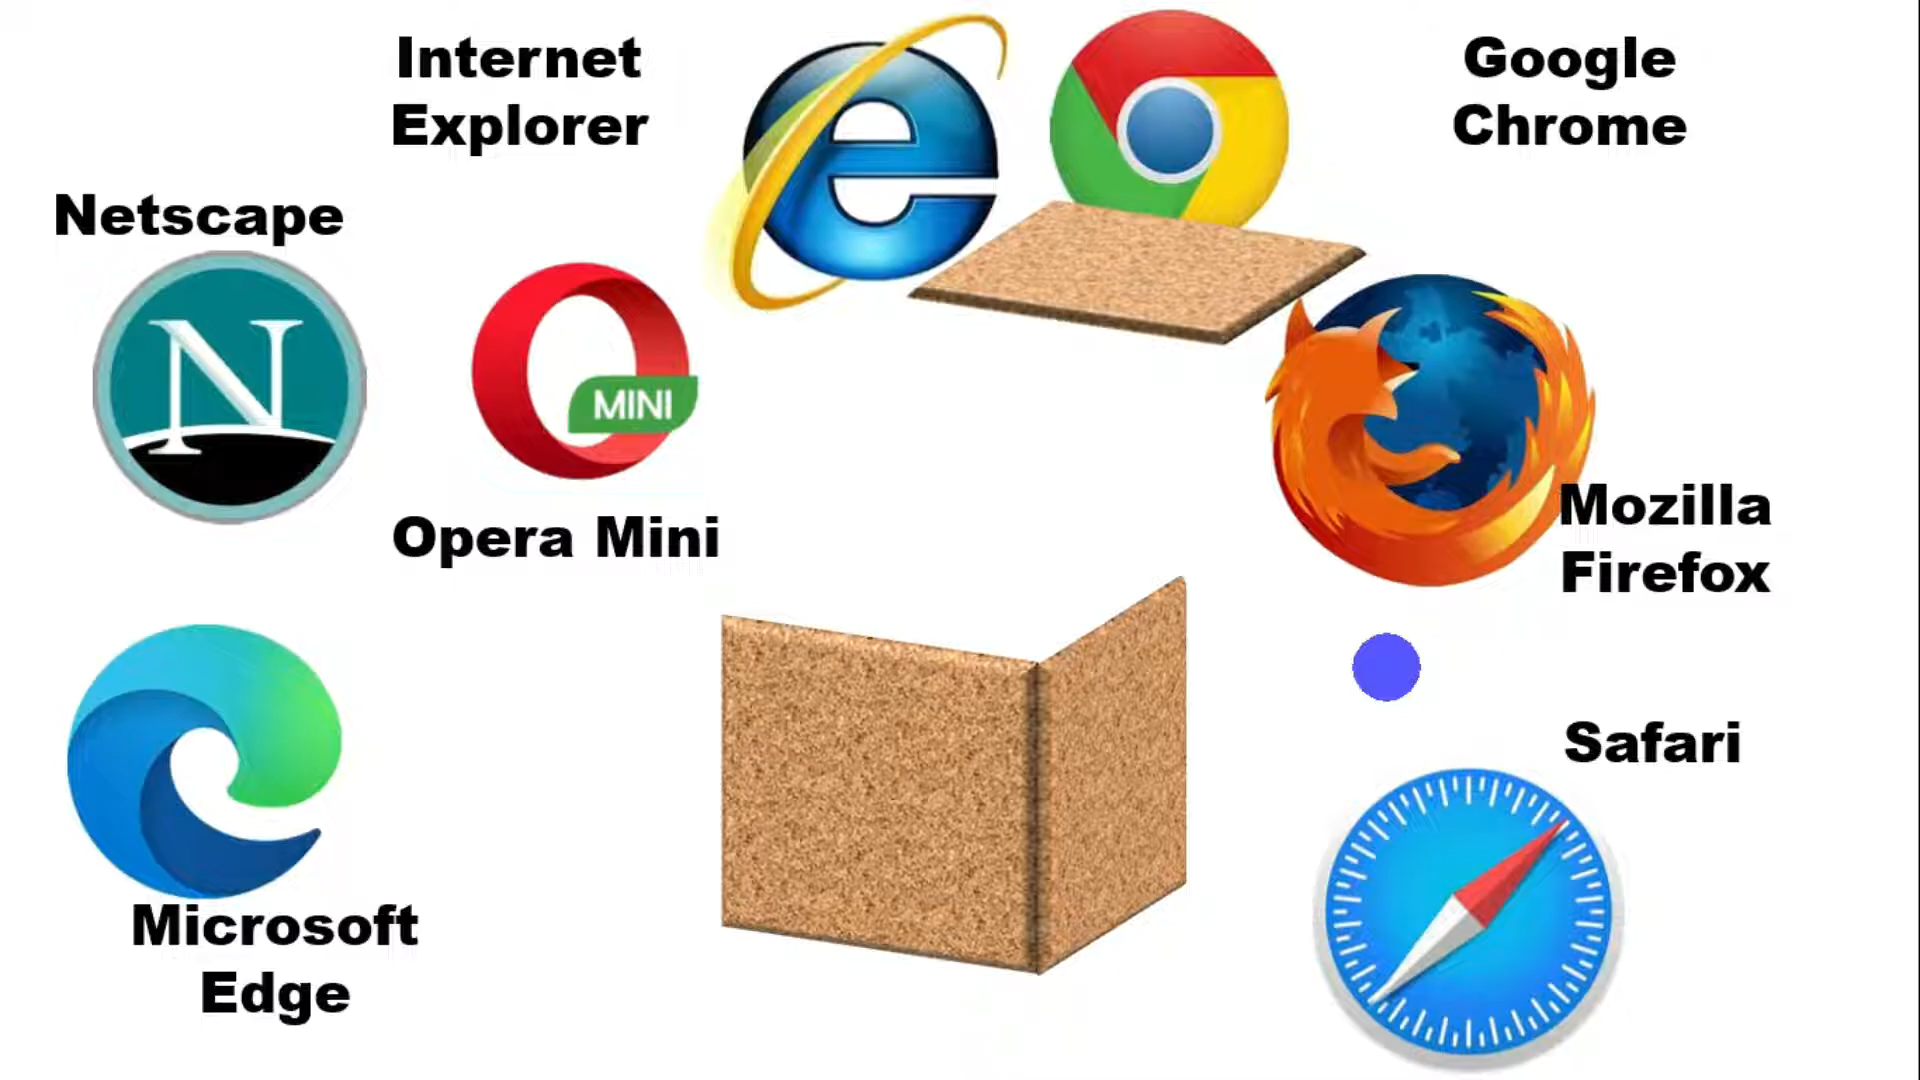 Internet
Explorer
Google
Chrome
Netscape
N
MINI
Opera Mini
Mozilla
Firefox
Safari
Microsoft
Edge